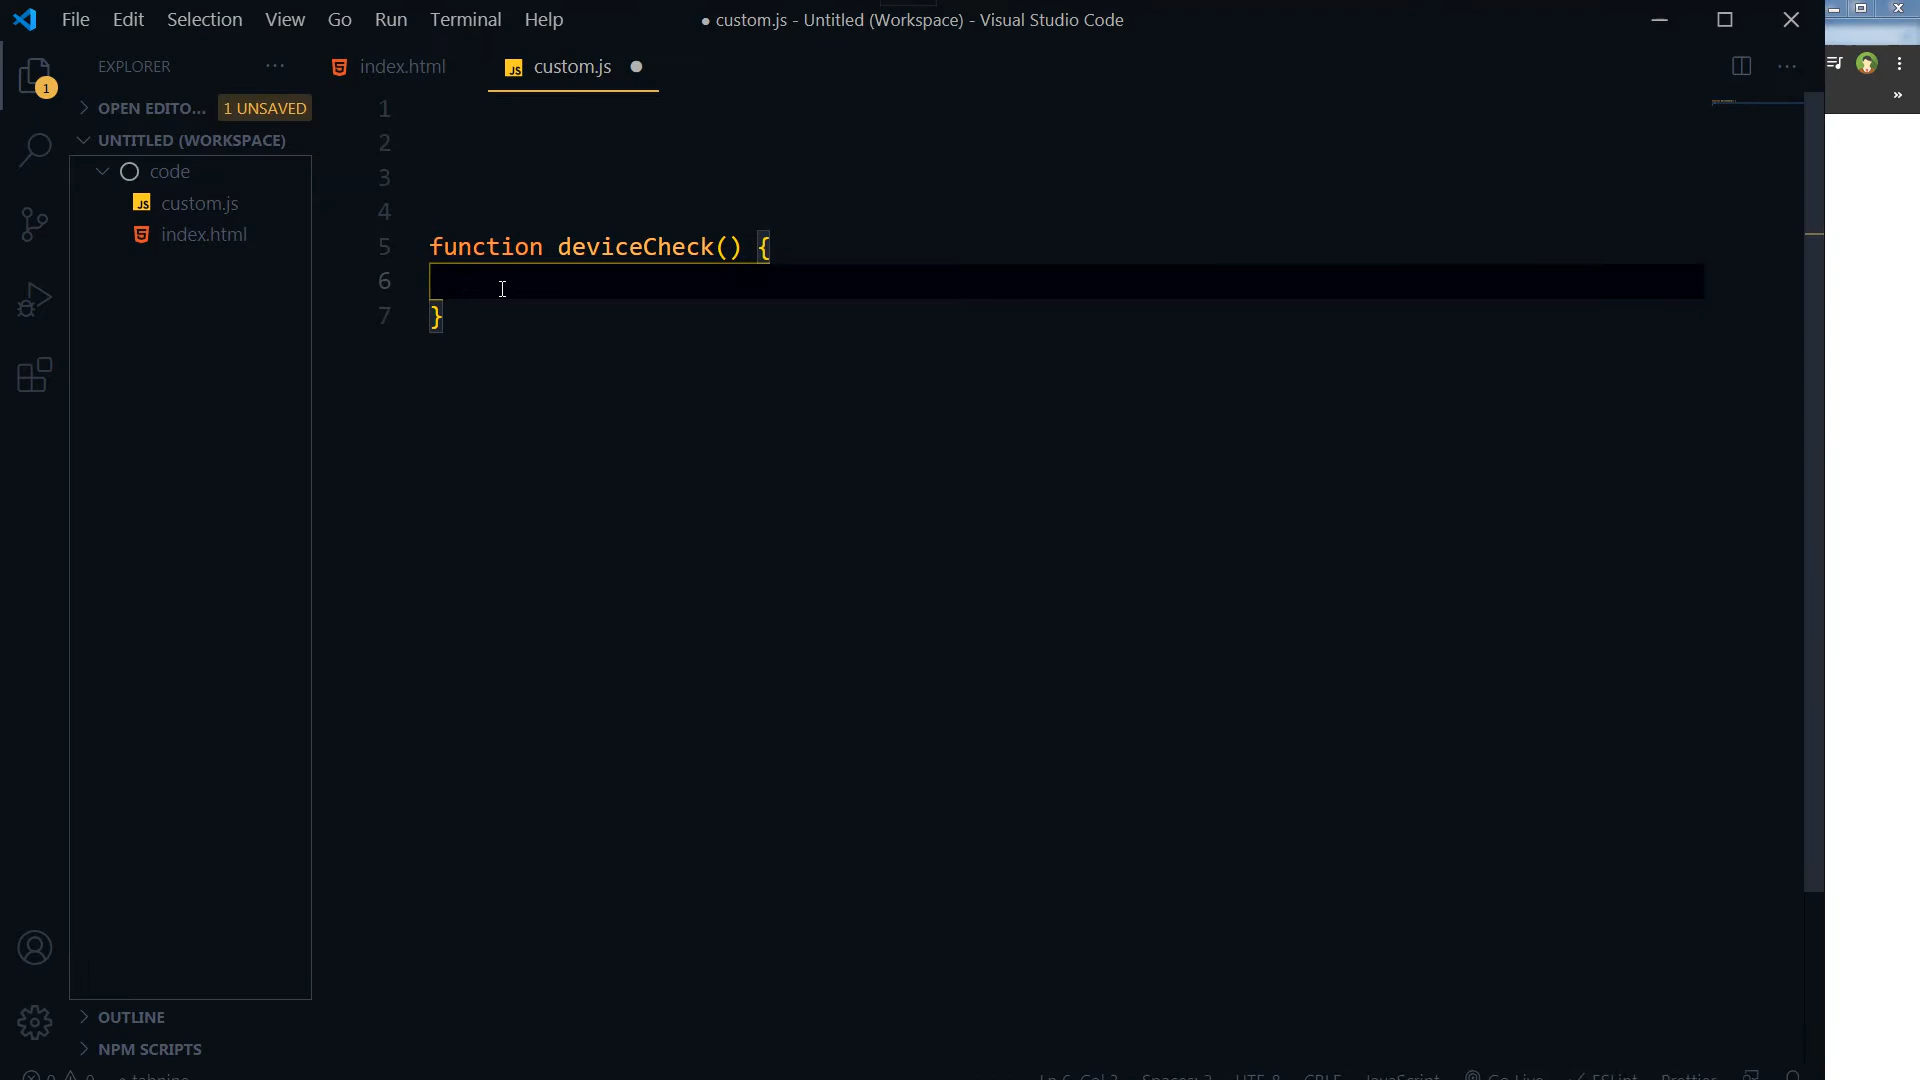 File Edit Selection View Go Run Terminal Help
● custom.js - Untitled (Workspace) - Visual Studio Code
EXPLORER
index.html
custom.js
1
OPEN EDITO... 1 UNSAVED
UNTITLED (WORKSPACE)
code
JS custom.js
index.html
1
2
3
4
5 function deviceCheck() {
6
7 }
OUTLINE
NPM SCRIPTS